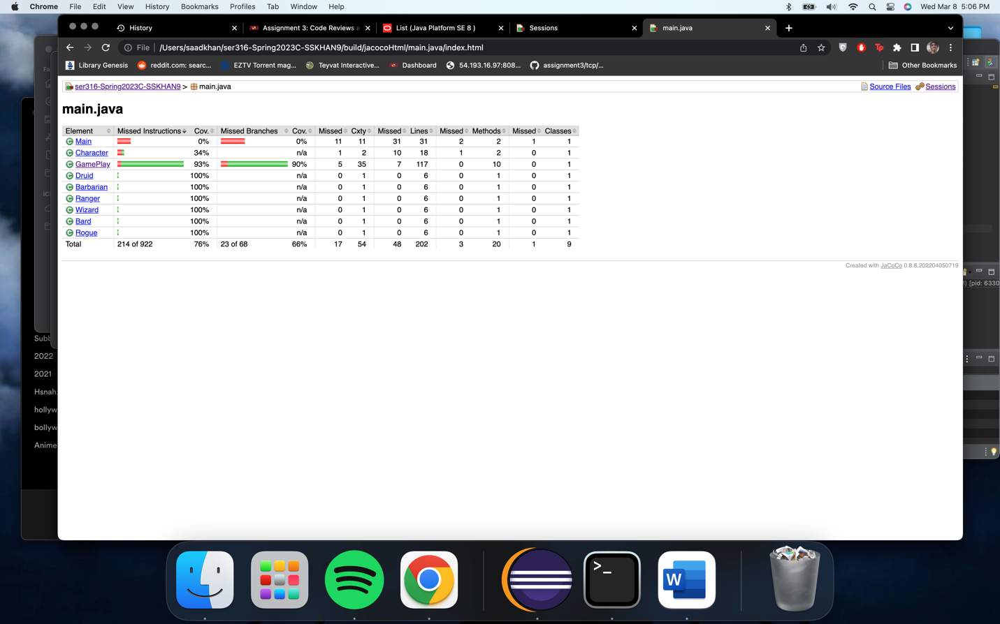 Chrome File Edit View History Bookmarks Profiles Tab Window Help Wed Mar 8 5:06 PM
History Assignment 3: Code Reviews a List (Java Platform SE 8 ) Sessions main.java
File /Users/saadkhan/ser316-Spring2023C-SSKHAN9/build/jacocoHtml/main.java/index.html
Library Genesis reddit.com: searc... EZTV Torrent mag... Teyvat Interactive... Dashboard 54.193.16.97:808... assignment3/tcp/... Other Bookmarks
ser316-Spring2023C-SSKHAN9 > main.java Source Files Sessions
main.java
Element Missed Instructions Cov. Missed Branches Cov. Missed Cxty Missed Lines Missed Methods Missed Classes
Main 0% 0% 11 11 31 31 2 2 1 1
Character 34% n/a 1 2 10 18 1 2 0 1
GamePlay 93% 90% 5 35 7 117 0 10 0 1
Druid 100% n/a 0 1 0 6 0 1 0 1
Barbarian 100% n/a 0 1 0 6 0 1 0 1
Ranger 100% n/a 0 1 0 6 0 1 0 1
Wizard 100% n/a 0 1 0 6 0 1 0 1
Bard 100% n/a 0 1 0 6 0 1 0 1
Rogue 100% n/a 0 1 0 6 0 1 0 1
Total 214 of 922 76% 23 of 68 66% 17 54 48 202 3 20 1 9
Created with JaCoCo 0.8.8.202204050719
Fa
iC
1) [pid: 6330
Subb
2022
2021
Hsnah
hollyw
bollyw
Anime
>_
W